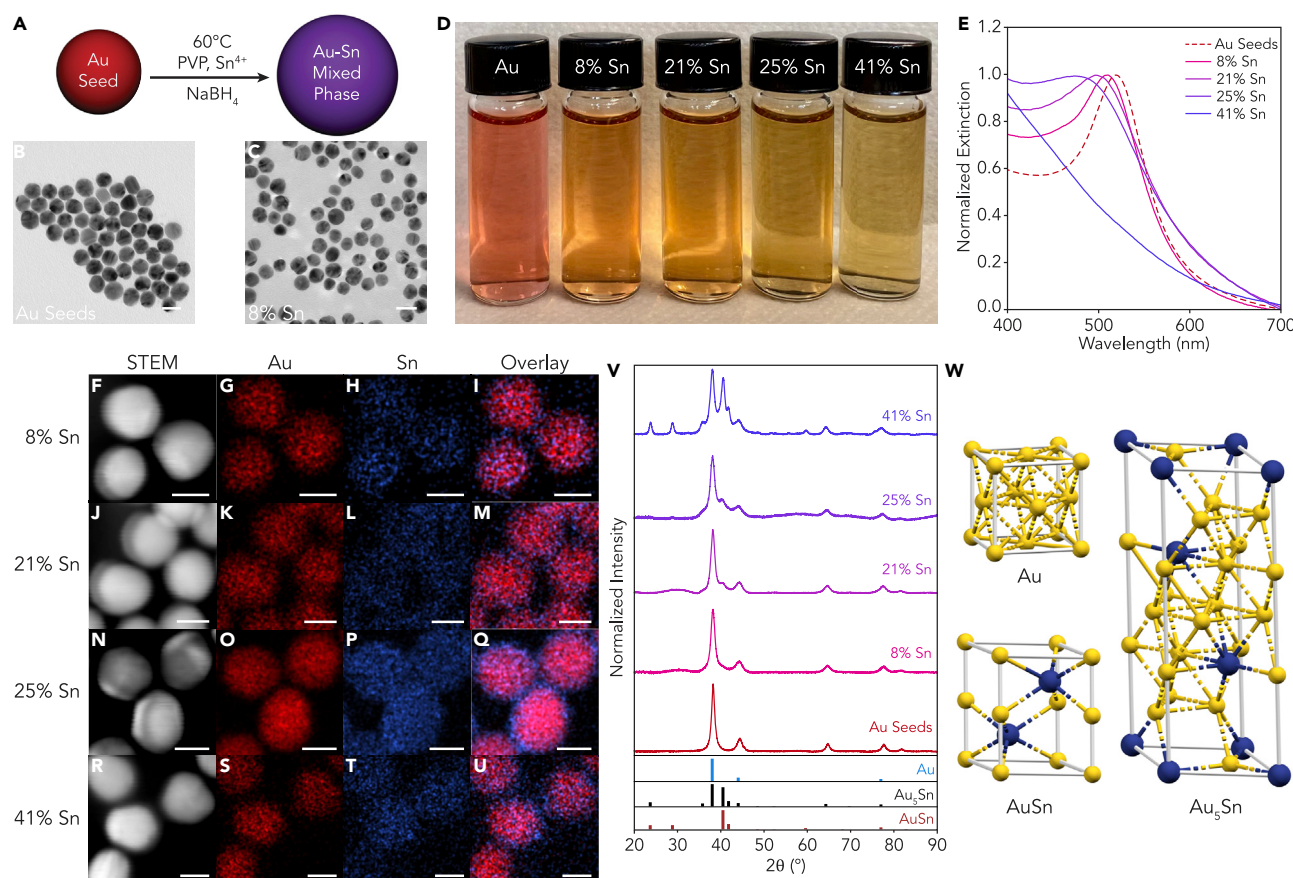 A
Au
Seed
60°C
PVP, Sn⁴⁺
NaBH₄
Au-Sn
Mixed
Phase
B
Au Seeds
C
8% Sn
D
Au
8% Sn
21% Sn
25% Sn
41% Sn
E
Normalized Extinction
1.2
1.0
0.8
0.6
0.4
0.2
0.0
400
500
600
700
Wavelength (nm)
Au Seeds
8% Sn
21% Sn
25% Sn
41% Sn
STEM Au Sn Overlay
8% Sn
F G H I
21% Sn
J K L M
25% Sn
N O P Q
41% Sn
R S T U
V
Normalized Intensity
41% Sn
25% Sn
21% Sn
8% Sn
Au Seeds
Au
Au₅Sn
AuSn
20 30 40 50 60 70 80 90
2θ (°)
W
Au
AuSn
Au₅Sn